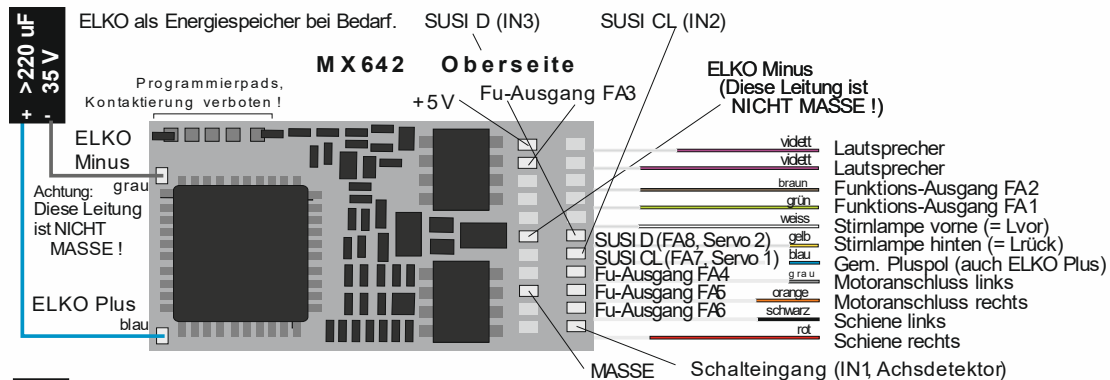 ELKO als Energiespeicher bei Bedarf.
SUSI D (IN3)
SUSI CL (IN2)
>220 uF
35 V
+ -
MX642 Oberseite
Programmierpads,
Kontaktierung verboten !
+5V
Fu-Ausgang FA3
ELKO Minus
(Diese Leitung ist
NICHT MASSE !)
ELKO
Minus
grau
Achtung:
Diese Leitung
ist NICHT
MASSE !
ELKO Plus
blau
vidett Lautsprecher
vidett Lautsprecher
braun Funktions-Ausgang FA2
grün Funktions-Ausgang FA1
weiss Stirnlampe vorne (= Lvor)
SUSI D (FA8, Servo 2) gelb Stirnlampe hinten (= Lrück)
SUSI CL (FA7, Servo 1) blau Gem. Pluspol (auch ELKO Plus)
Fu-Ausgang FA4 grau Motoranschluss links
Fu-Ausgang FA5 orange Motoranschluss rechts
Fu-Ausgang FA6 schwarz Schiene links
rot Schiene rechts
MASSE
Schalteingang (IN1, Achsdetektor)